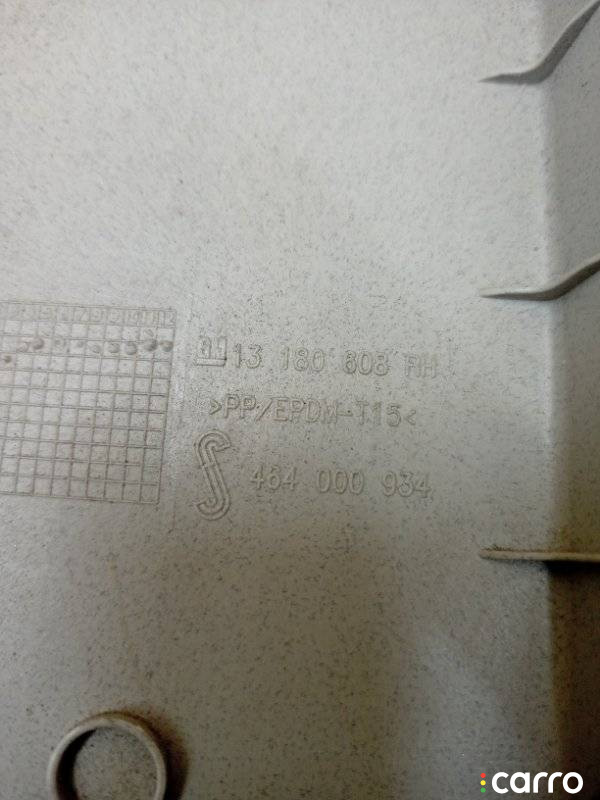 13 180 808 RH
>PP/EPDM-T15<
464 000 934
carro